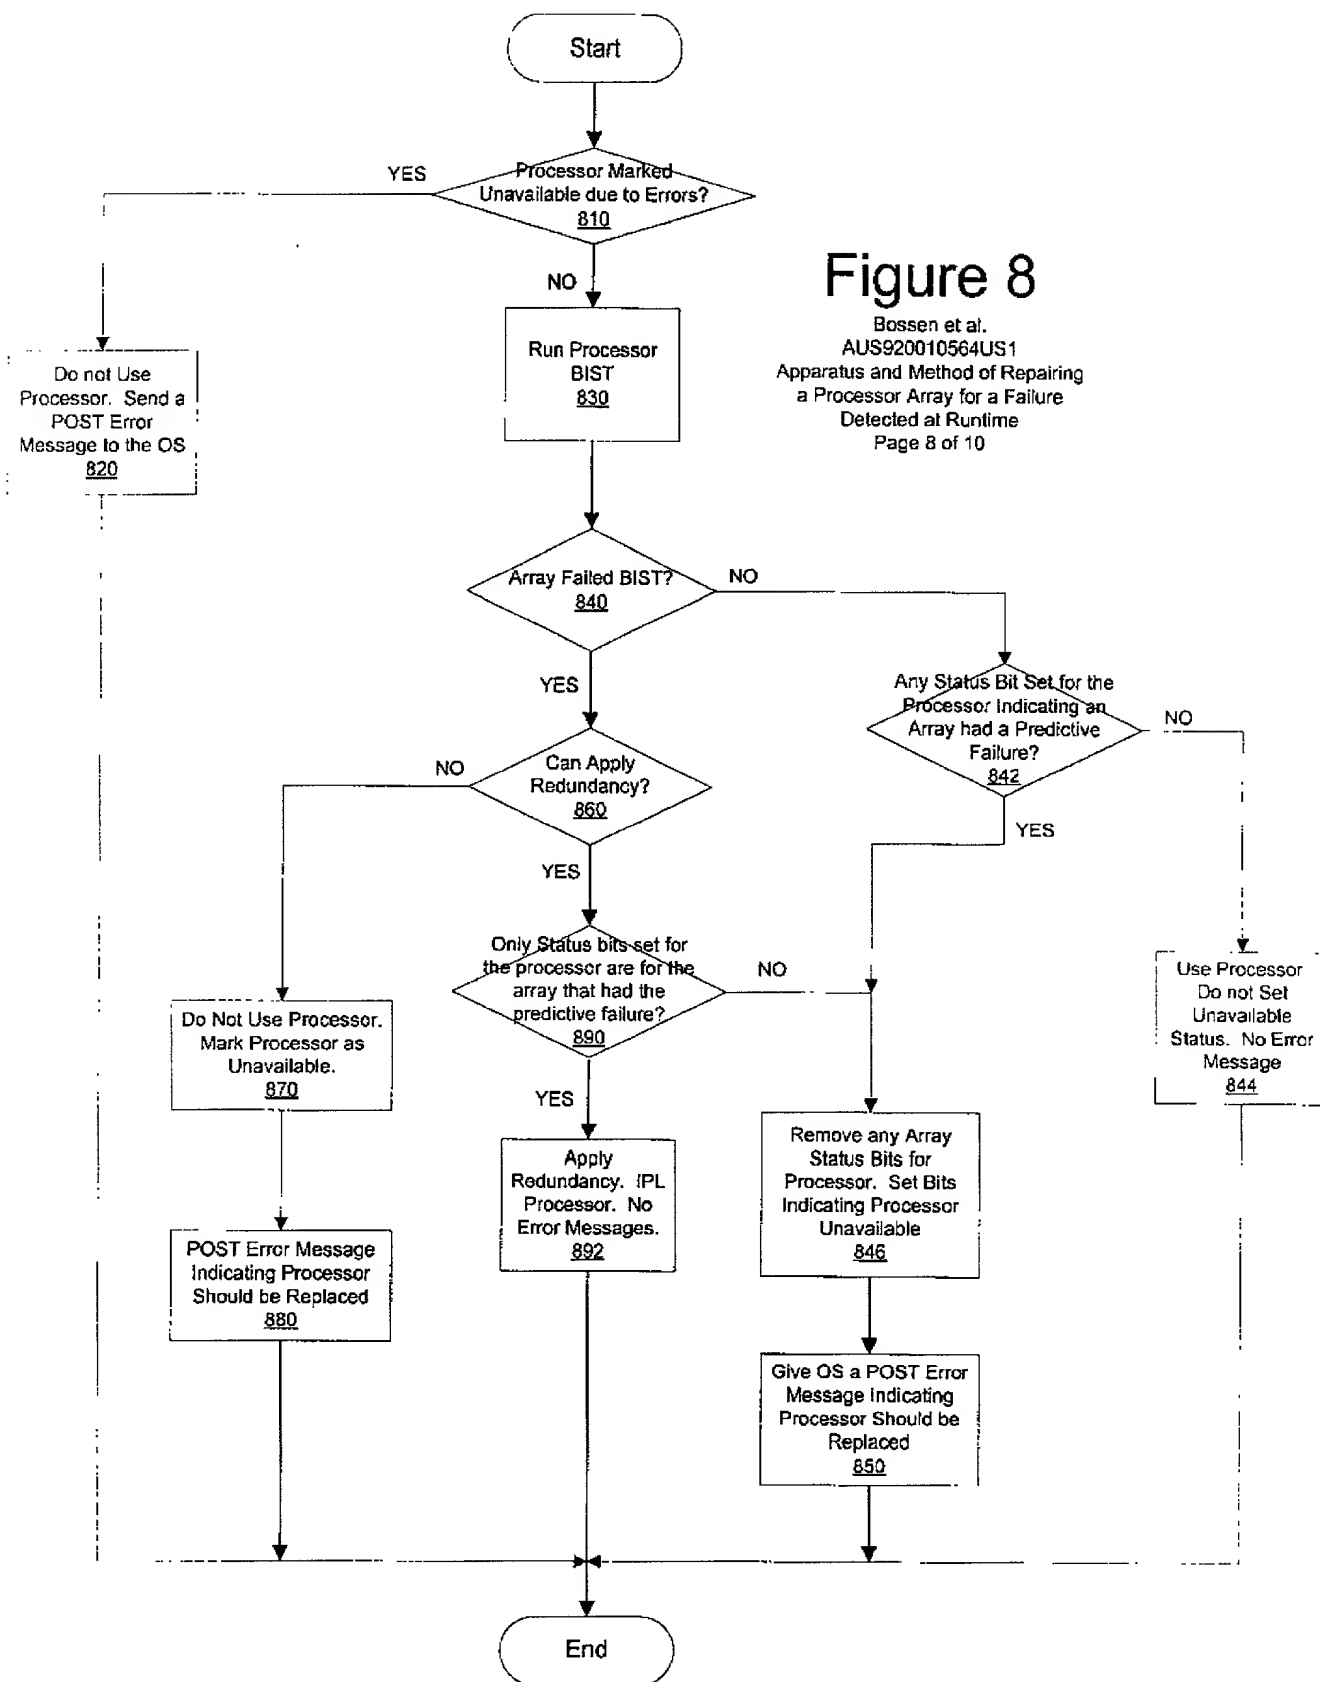 Start
Processor Marked
Unavailable due to Errors?
810
YES
NO
Figure 8
Bossen et al.
AUS920010564US1
Apparatus and Method of Repairing
a Processor Array for a Failure
Detected at Runtime
Page 8 of 10
Do not Use
Processor. Send a
POST Error
Message to the OS
820
Run Processor
BIST
830
Array Failed BIST?
840
NO
YES
Any Status Bit Set for the
Processor Indicating an
Array had a Predictive
Failure?
842
NO
YES
Can Apply
Redundancy?
860
NO
YES
Only Status bits set for
the processor are for the
array that had the
predictive failure?
890
NO
YES
Use Processor
Do not Set
Unavailable
Status. No Error
Message
844
Do Not Use Processor.
Mark Processor as
Unavailable.
870
Apply
Redundancy. IPL
Processor. No
Error Messages.
892
Remove any Array
Status Bits for
Processor. Set Bits
Indicating Processor
Unavailable
846
POST Error Message
Indicating Processor
Should be Replaced
880
Give OS a POST Error
Message Indicating
Processor Should be
Replaced
850
End